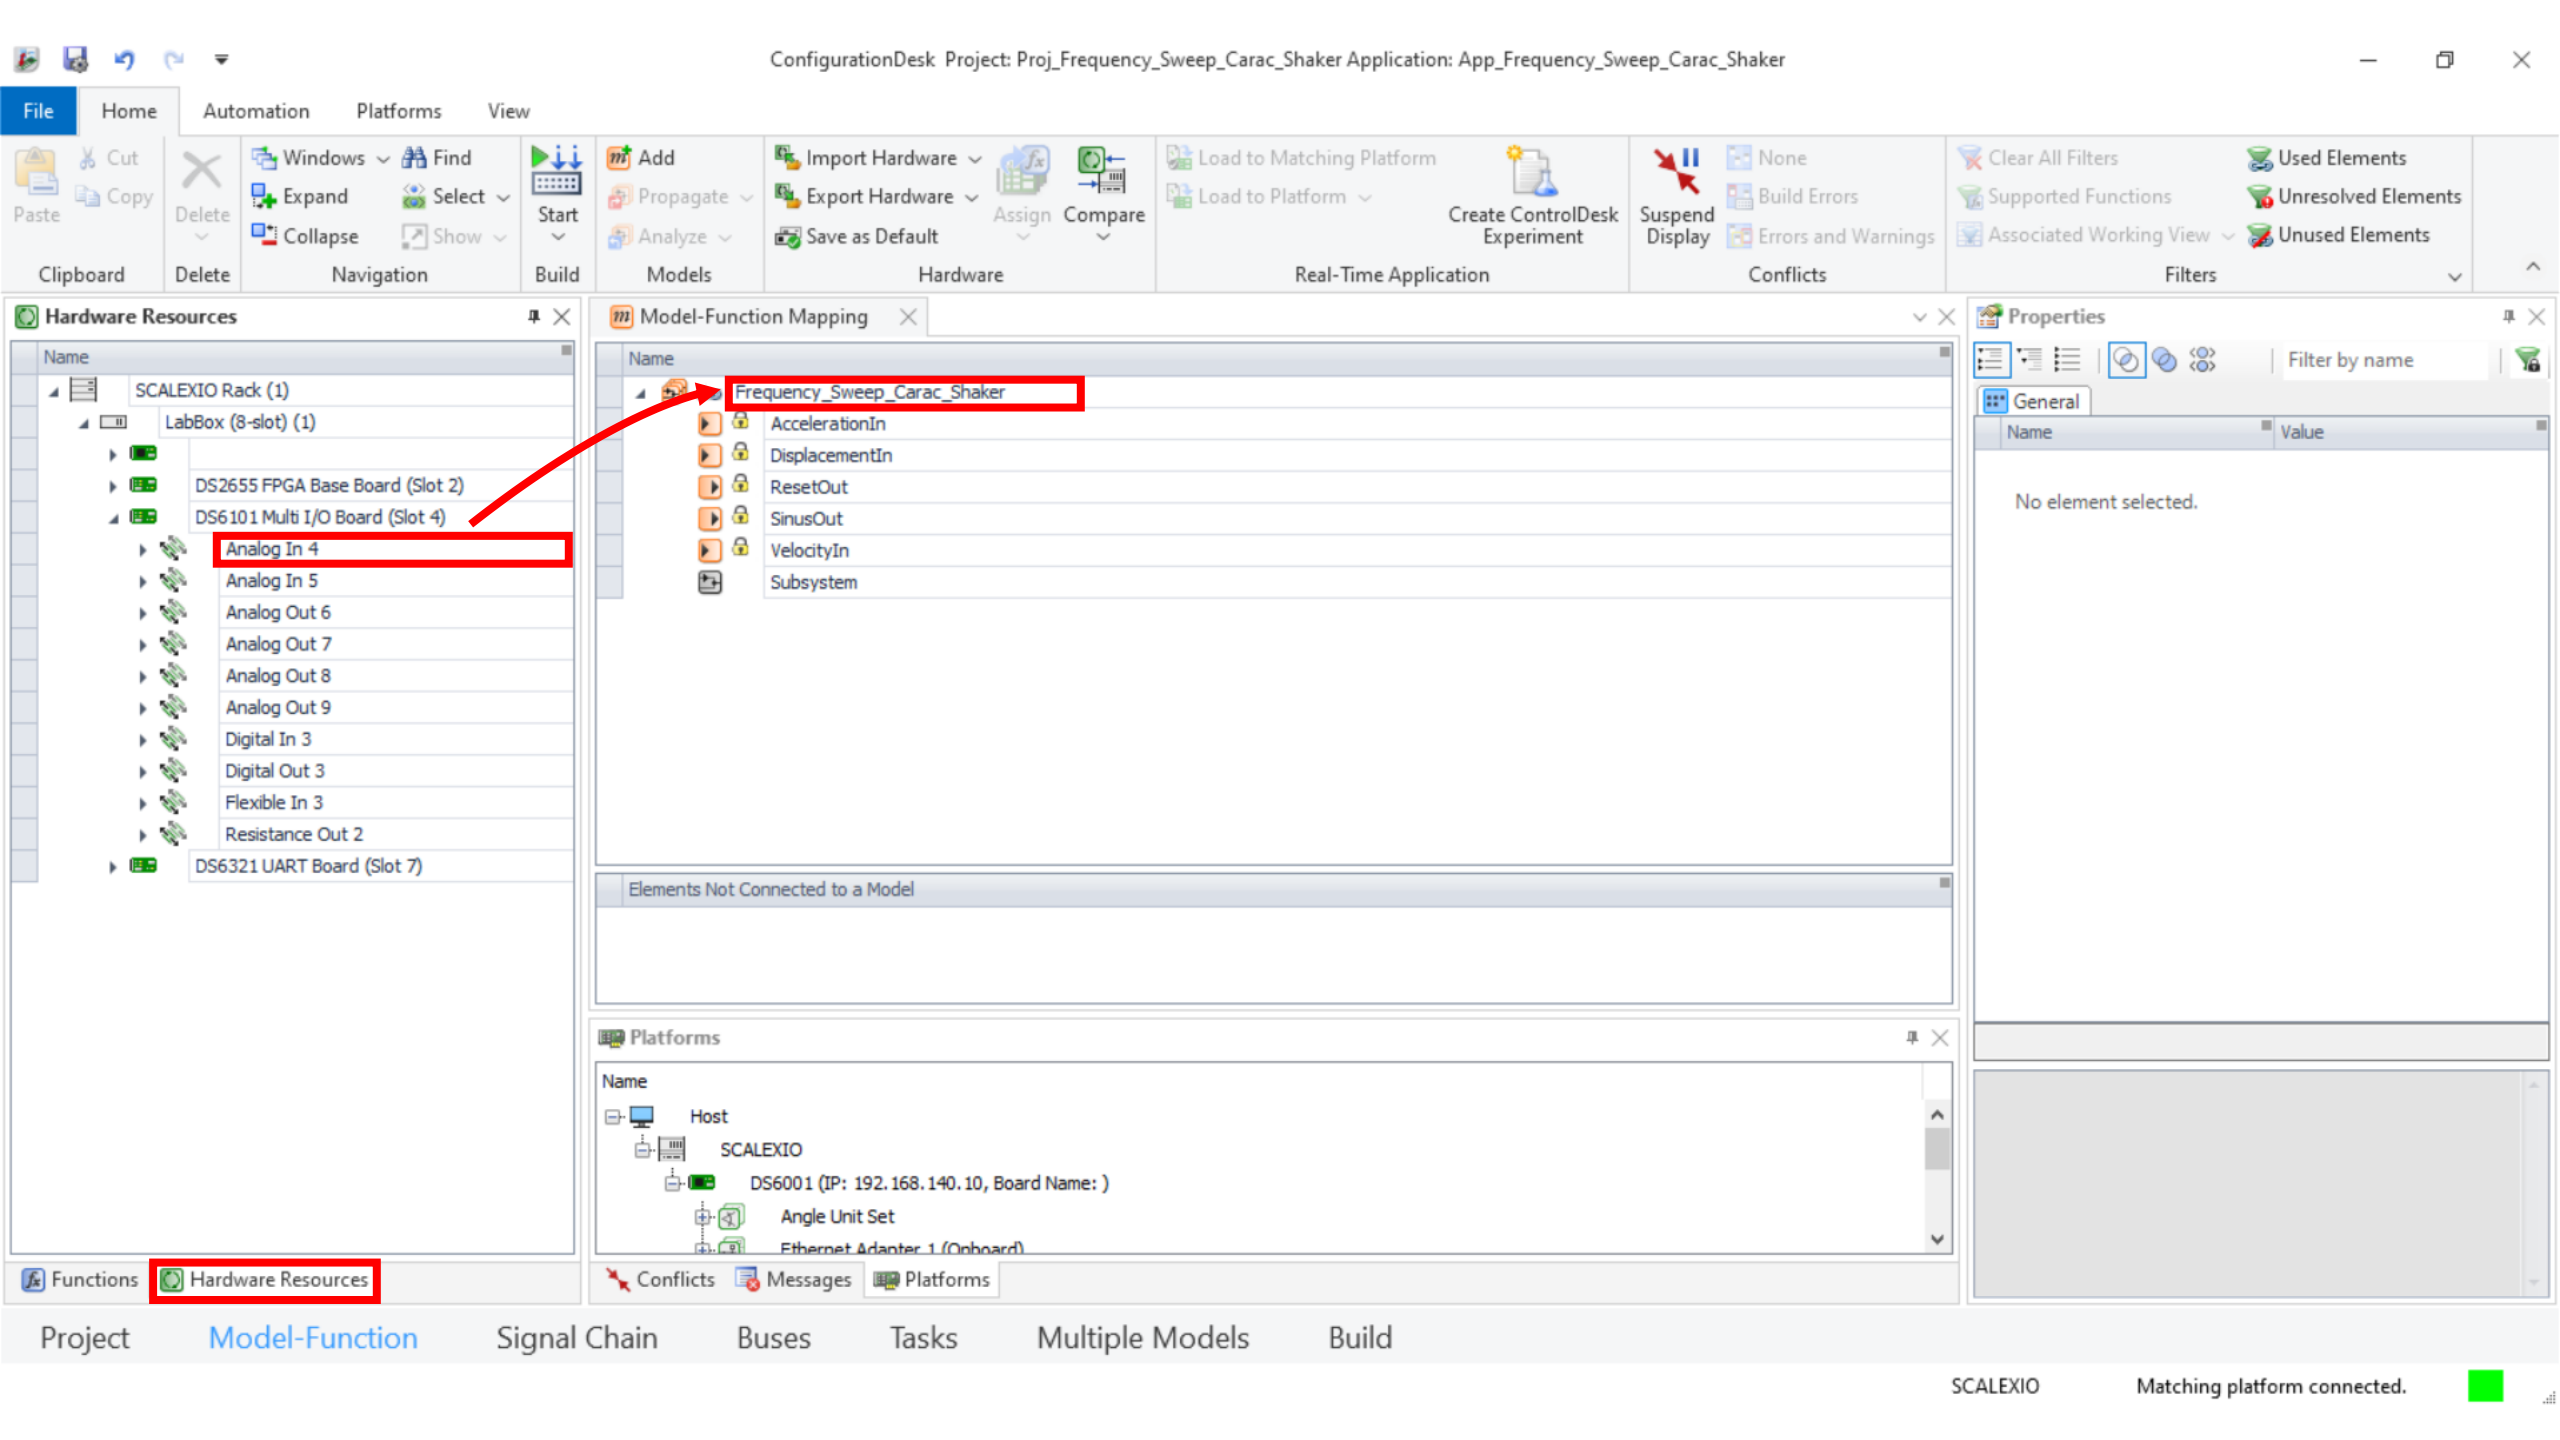 ConfigurationDesk Project: Proj_Frequency_Sweep_Carac_Shaker Application: App_Frequency_Sweep_Carac_Shaker
File Home Automation Platforms View
Paste
Cut
Copy
Clipboard
Delete
Delete
Windows Find
Expand Select
Collapse Show
Navigation
Start
Build
Add
Propagate
Analyze
Models
Import Hardware
Export Hardware
Save as Default
Assign Compare
Hardware
Load to Matching Platform
Load to Platform
Create ControlDesk
Experiment
Real-Time Application
Suspend
Display
None
Build Errors
Errors and Warnings
Conflicts
Clear All Filters Used Elements
Supported Functions Unresolved Elements
Associated Working View Unused Elements
Filters
Hardware Resources
Name
SCALEXIO Rack (1)
LabBox (8-slot) (1)
DS2655 FPGA Base Board (Slot 2)
DS6101 Multi I/O Board (Slot 4)
Analog In 4
Analog In 5
Analog Out 6
Analog Out 7
Analog Out 8
Analog Out 9
Digital In 3
Digital Out 3
Flexible In 3
Resistance Out 2
DS6321 UART Board (Slot 7)
Functions Hardware Resources
Model-Function Mapping
Name
Frequency_Sweep_Carac_Shaker
AccelerationIn
DisplacementIn
ResetOut
SinusOut
VelocityIn
Subsystem
Elements Not Connected to a Model
Platforms
Name
Host
SCALEXIO
DS6001 (IP: 192.168.140.10, Board Name: )
Angle Unit Set
Ethernet Adapter 1 (Onboard)
Conflicts Messages Platforms
Properties
Filter by name
General
Name Value
No element selected.
Project Model-Function Signal Chain Buses Tasks Multiple Models Build
SCALEXIO Matching platform connected.